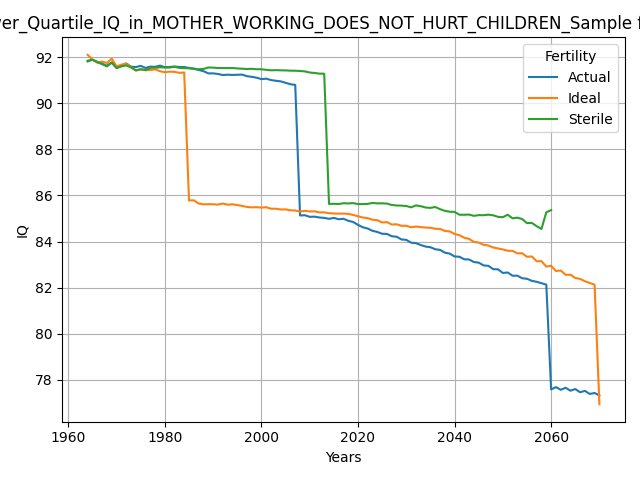 er_Quartile_IQ_in_MOTHER_WORKING_DOES_NOT_HURT_CHILDREN_Sample f
Fertility
Actual
Ideal
Sterile
IQ
92
90
88
86
84
82
80
78
1960
1980
2000
2020
2040
2060
Years